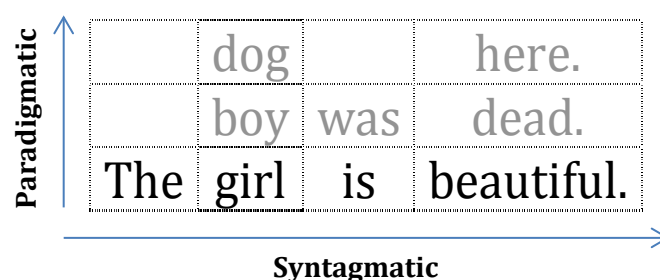 Paradigmatic
dog here.
boy was dead.
The girl is beautiful.
Syntagmatic